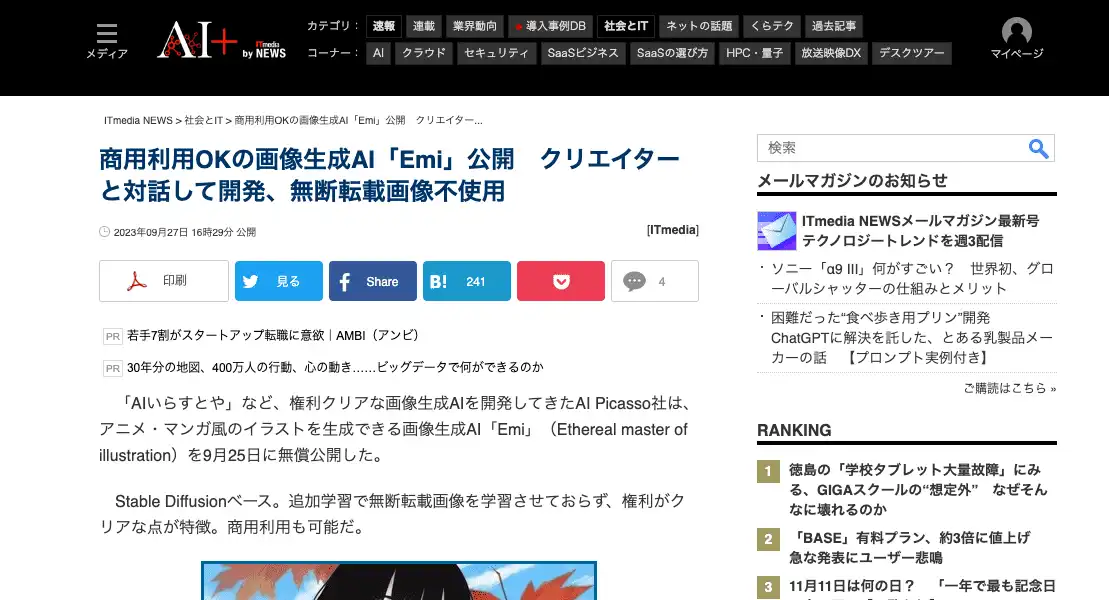 メディア
AI+
by ITmedia NEWS
カテゴリ： 速報 連載 業界動向 導入事例DB 社会とIT ネットの話題 くらテク 過去記事
コーナー： AI クラウド セキュリティ SaaSビジネス SaaSの選び方 HPC・量子 放送映像DX デスクツアー
マイページ
ITmedia NEWS > 社会とIT > 商用利用OKの画像生成AI「Emi」公開　クリエイター...
商用利用OKの画像生成AI「Emi」公開　クリエイター
と対話して開発、無断転載画像不使用
2023年09月27日 16時29分 公開
[ITmedia]
印刷 見る Share B! 241 4
PR 若手7割がスタートアップ転職に意欲｜AMBI（アンビ）
PR 30年分の地図、400万人の行動、心の動き……ビッグデータで何ができるのか
「AIいらすとや」など、権利クリアな画像生成AIを開発してきたAI Picasso社は、
アニメ・マンガ風のイラストを生成できる画像生成AI「Emi」（Ethereal master of
illustration）を9月25日に無償公開した。
Stable Diffusionベース。追加学習で無断転載画像を学習させておらず、権利がク
リアな点が特徴。商用利用も可能だ。
検索
メールマガジンのお知らせ
ITmedia NEWSメールマガジン最新号
テクノロジートレンドを週3配信
・ソニー「α9 III」何がすごい？　世界初、グロ
ーバルシャッターの仕組みとメリット
・困難だった“食べ歩き用プリン”開発
ChatGPTに解決を託した、とある乳製品メー
カーの話　【プロンプト実例付き】
ご購読はこちら »
RANKING
1 徳島の「学校タブレット大量故障」にみ
る、GIGAスクールの“想定外”　なぜそん
なに壊れるのか
2 「BASE」有料プラン、約3倍に値上げ
急な発表にユーザー悲鳴
3 11月11日は何の日？　「一年で最も記念日